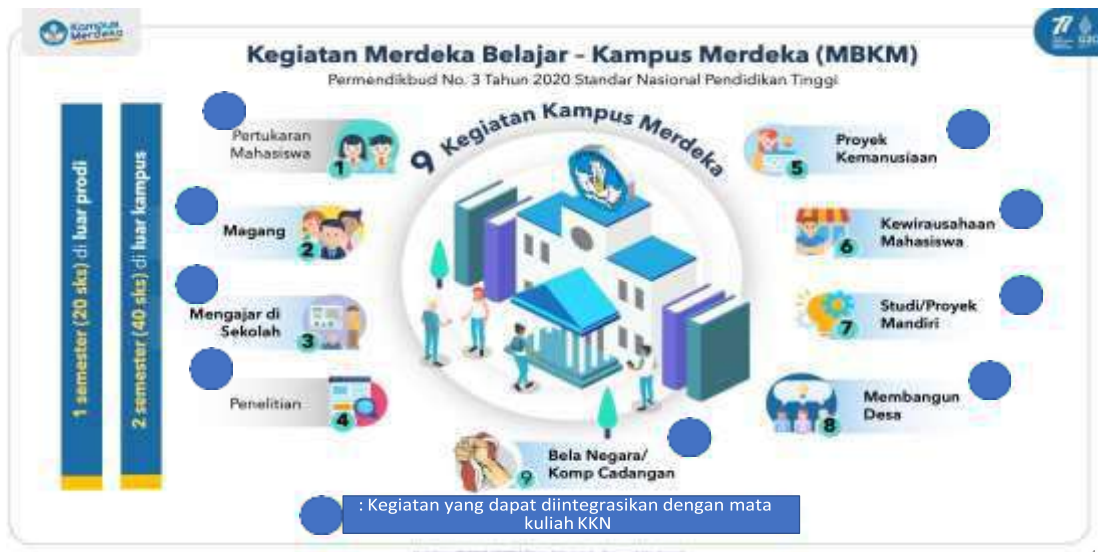 Kampus
Merdeka
Kegiatan Merdeka Belajar – Kampus Merdeka (MBKM)
Permendikbud No. 3 Tahun 2020 Standar Nasional Pendidikan Tinggi
1 semester (20 sks) di luar prodi
2 semester (40 sks) di luar kampus
9 Kegiatan Kampus Merdeka
Pertukaran
Mahasiswa
1
Magang
2
Mengajar di
Sekolah
3
Penelitian
4
Proyek
Kemanusiaan
5
Kewirausahaan
Mahasiswa
6
Studi/Proyek
Mandiri
7
Membangun
Desa
8
Bela Negara/
Komp Cadangan
9
: Kegiatan yang dapat diintegrasikan dengan mata
kuliah KKN